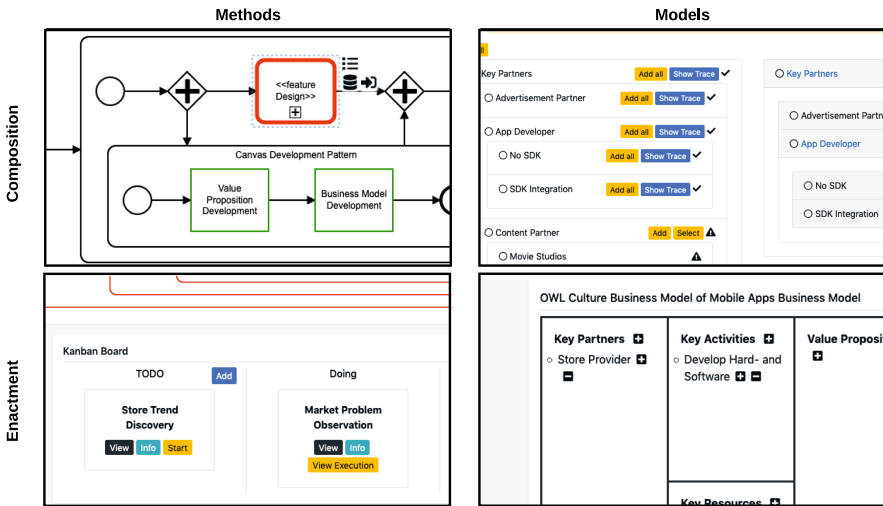 Methods
Models
Composition
<<feature
Design>>
Canvas Development Pattern
Value
Proposition
Development
Business Model
Development
Key Partners
Add all
Show Trace
Advertisement Partner
Add all
Show Trace
App Developer
Add all
Show Trace
No SDK
Add all
Show Trace
SDK Integration
Add all
Show Trace
Content Partner
Add
Select
Movie Studios
Key Partners
Advertisement Partn
App Developer
No SDK
SDK Integration
Enactment
Kanban Board
TODO
Add
Store Trend
Discovery
View
Info
Start
Doing
Market Problem
Observation
View
Info
View Execution
OWL Culture Business Model of Mobile Apps Business Model
Key Partners
Store Provider
Key Activities
Develop Hard- and
Software
Value Proposi
Key Resources